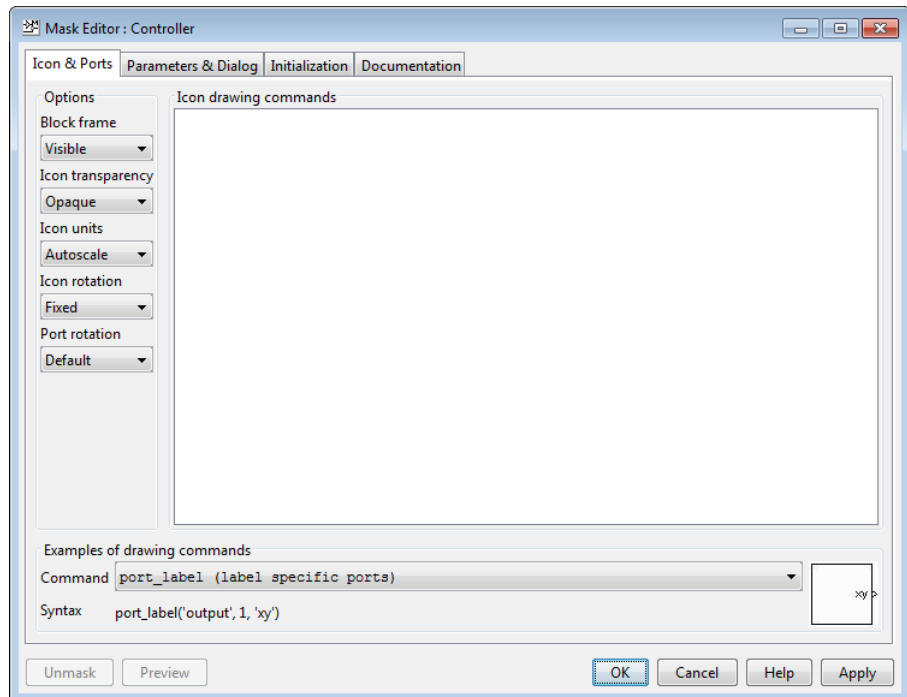 Mask Editor : Controller
Icon & Ports Parameters & Dialog Initialization Documentation
Options
Block frame
Visible
Icon transparency
Opaque
Icon units
Autoscale
Icon rotation
Fixed
Port rotation
Default
Icon drawing commands
Examples of drawing commands
Command port_label (label specific ports)
Syntax port_label('output', 1, 'xy')
xy
Unmask Preview OK Cancel Help Apply